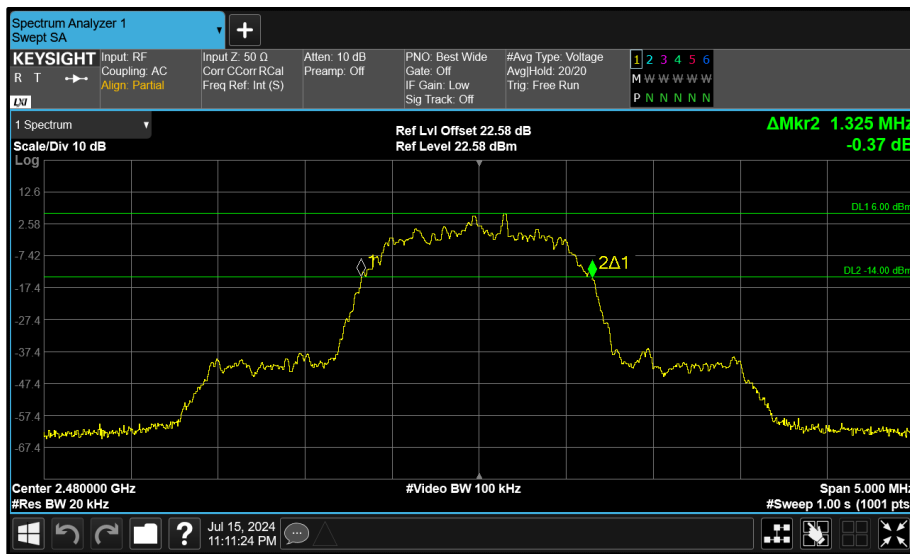 Spectrum Analyzer 1
Swept SA
KEYSIGHT
R T
LXI
Input: RF
Coupling: AC
Align: Partial
Input Z: 50 Ω
Corr CCorr RCal
Freq Ref: Int (S)
Atten: 10 dB
Preamp: Off
PNO: Best Wide
Gate: Off
IF Gain: Low
Sig Track: Off
#Avg Type: Voltage
Avg|Hold: 20/20
Trig: Free Run
1 2 3 4 5 6
M W W W W W
P N N N N N
1 Spectrum
Scale/Div 10 dB
Log
Ref Lvl Offset 22.58 dB
Ref Level 22.58 dBm
ΔMkr2 1.325 MHz
-0.37 dB
12.6
DL1 6.00 dBm
2.58
-7.42
1
2Δ1
DL2 -14.00 dBm
-17.4
-27.4
-37.4
-47.4
-57.4
-67.4
Center 2.480000 GHz
#Video BW 100 kHz
Span 5.000 MHz
#Res BW 20 kHz
#Sweep 1.00 s (1001 pts
?
Jul 15, 2024
11:11:24 PM